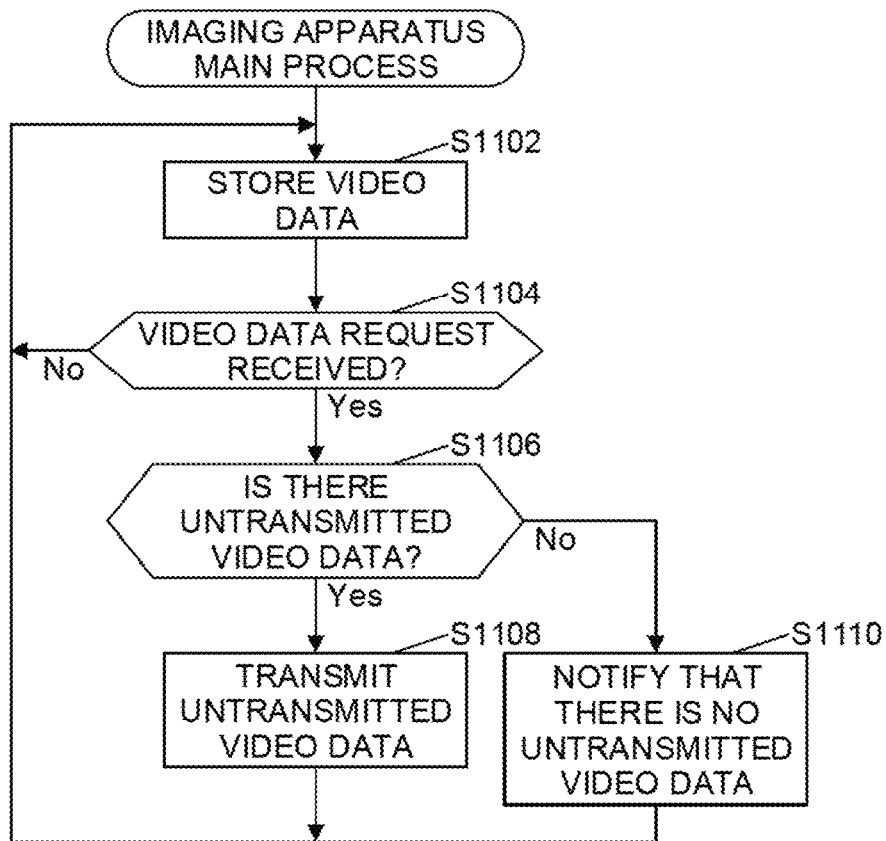 IMAGING APPARATUS
MAIN PROCESS
S1102
STORE VIDEO
DATA
S1104
VIDEO DATA REQUEST
RECEIVED?
No
Yes
S1106
IS THERE
UNTRANSMITTED
VIDEO DATA?
No
Yes
S1108
TRANSMIT
UNTRANSMITTED
VIDEO DATA
S1110
NOTIFY THAT
THERE IS NO
UNTRANSMITTED
VIDEO DATA